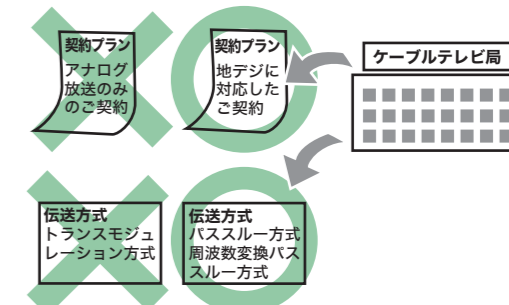 契約プラン
アナログ
放送のみ
のご契約
契約プラン
地デジに
対応した
ご契約
ケーブルテレビ局
伝送方式
トランスモジュ
レーション方式
伝送方式
パススルー方式
周波数変換パス
スルー方式